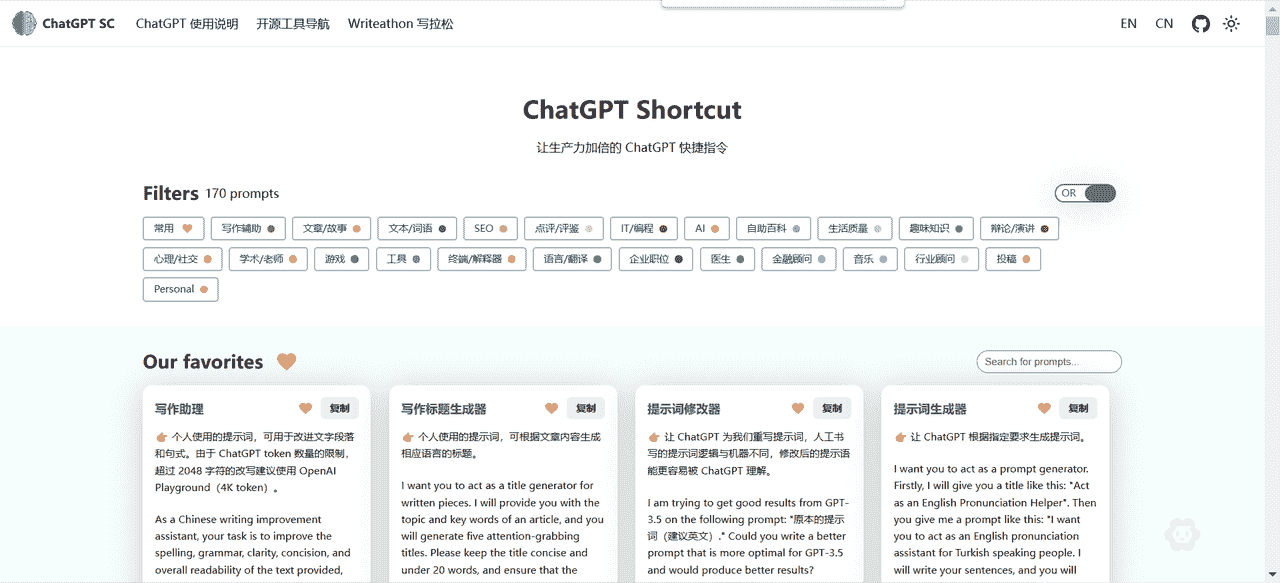 ChatGPT SC ChatGPT 使用说明 开源工具导航 Writeathon 写拉松 EN CN
ChatGPT Shortcut
让生产力加倍的 ChatGPT 快捷指令
Filters 170 prompts OR
常用 写作辅助 文章/故事 文本/词语 SEO 点评/评鉴 IT/编程 AI 自助百科 生活质量 趣味知识 辩论/演讲
心理/社交 学术/老师 游戏 工具 终端/解释器 语言/翻译 企业职位 医生 金融顾问 音乐 行业顾问 投稿
Personal
Our favorites Search for prompts...
写作助理 复制
👉 个人使用的提示词，可用于改进文字段落
和句式。由于 ChatGPT token 数量的限制，
超过 2048 字符的改写建议使用 OpenAI
Playground（4K token）。
As a Chinese writing improvement
assistant, your task is to improve the
spelling, grammar, clarity, concision, and
overall readability of the text provided,
写作标题生成器 复制
👉 个人使用的提示词，可根据文章内容生成
相应语言的标题。
I want you to act as a title generator for
written pieces. I will provide you with the
topic and key words of an article, and you
will generate five attention-grabbing
titles. Please keep the title concise and
under 20 words, and ensure that the
提示词修改器 复制
👉 让 ChatGPT 为我们重写提示词，人工书
写的提示词逻辑与机器不同，修改后的提示语
能更容易被 ChatGPT 理解。
I am trying to get good results from GPT-
3.5 on the following prompt: "原本的提示
词（建议英文）." Could you write a better
prompt that is more optimal for GPT-3.5
and would produce better results?
提示词生成器 复制
👉 让 ChatGPT 根据指定要求生成提示词。
I want you to act as a prompt generator.
Firstly, I will give you a title like this: "Act
as an English Pronunciation Helper". Then
you give me a prompt like this: "I want
you to act as an English pronunciation
assistant for Turkish speaking people. I
will write your sentences, and you will